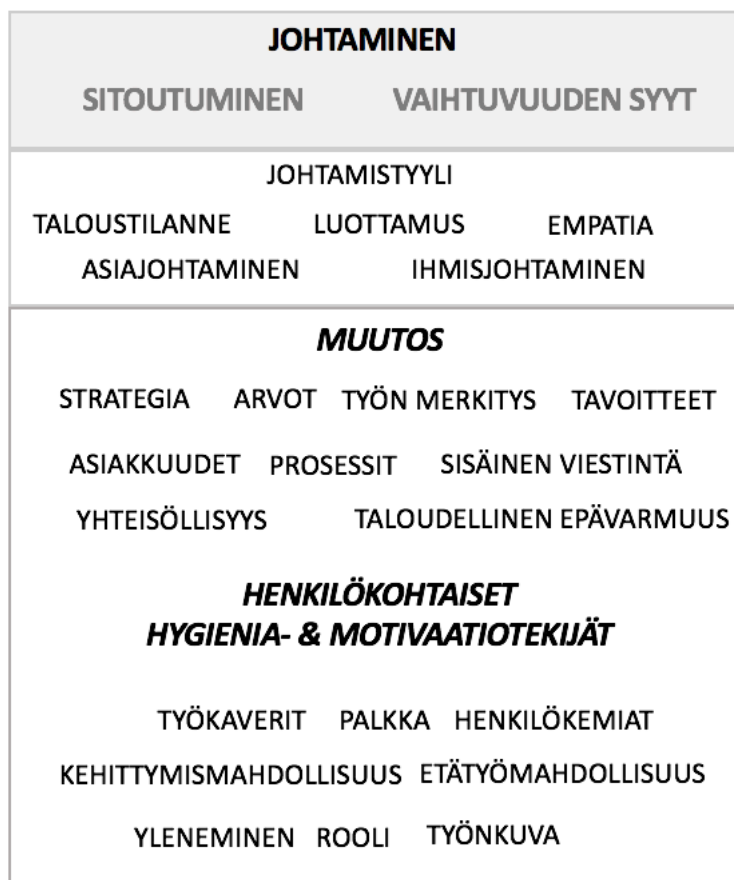 JOHTAMINEN
SITOUTUMINEN VAIHTUVUUDEN SYYT
JOHTAMISTYYLI
TALOUSTILANNE LUOTTAMUS EMPATIA
ASIAJOHTAMINEN IHMISJOHTAMINEN
MUUTOS
STRATEGIA ARVOT TYÖN MERKITYS TAVOITTEET
ASIAKKUUDET PROSESSIT SISÄINEN VIESTINTÄ
YHTEISÖLLISYYS TALOUDELLINEN EPÄVARMUUS
HENKILÖKOHTAISET
HYGIENIA- & MOTIVAATIOTEKIJÄT
TYÖKAVERIT PALKKA HENKILÖKEMIAT
KEHITTYMISMAHDOLLISUUS ETÄTYÖMAHDOLLISUUS
YLENEMINEN ROOLI TYÖNKUVA